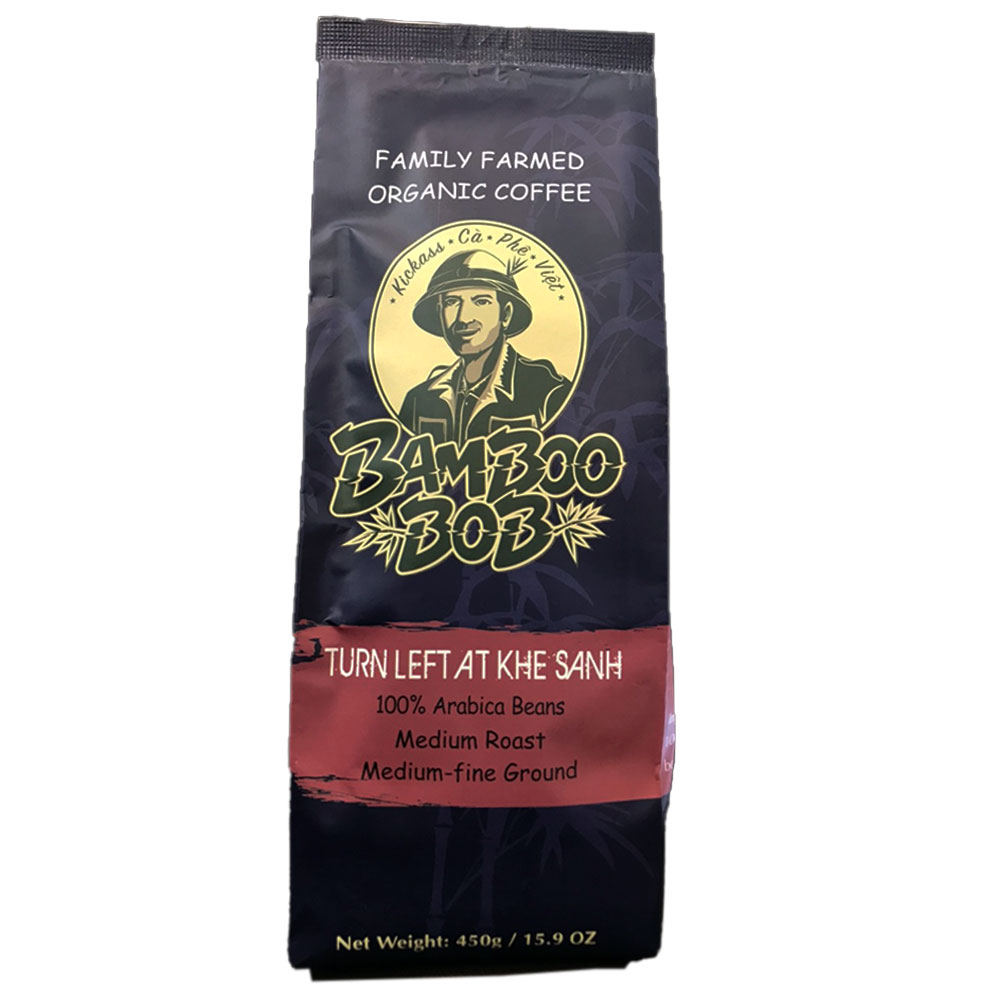 FAMILY FARMED
ORGANIC COFFEE
Kickass • Cà • Phê • Việt
BAMBOO
BOB
TURN LEFT AT KHE SANH
100% Arabica Beans
Medium Roast
Medium-fine Ground
Net Weight: 450g / 15.9 OZ